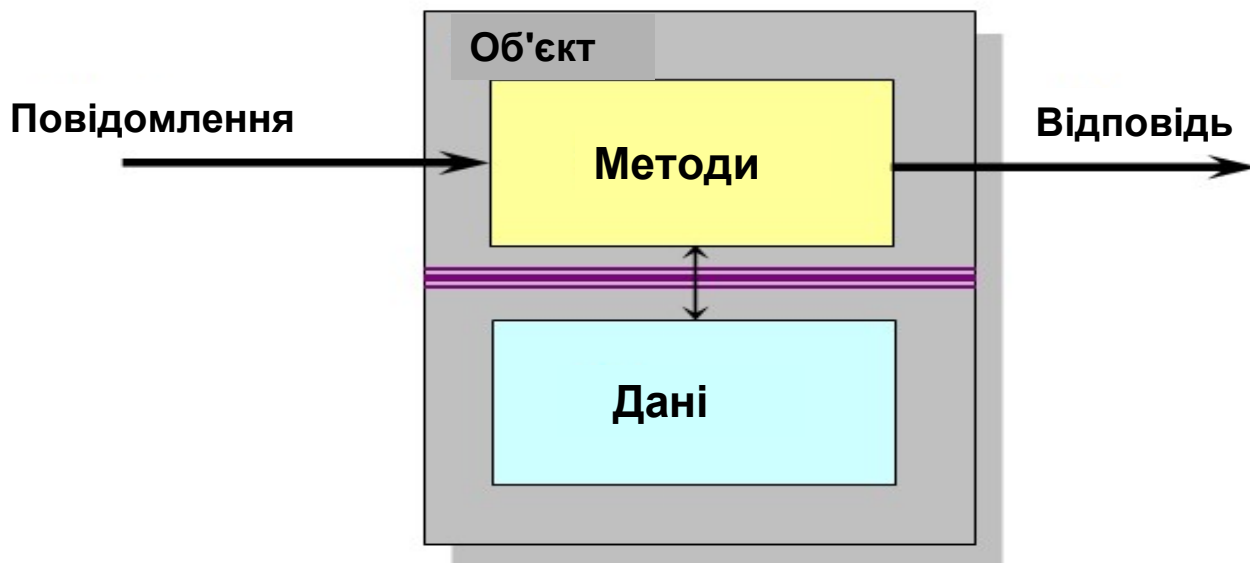 Об'єкт
Повідомлення
Методи
Відповідь
Дані